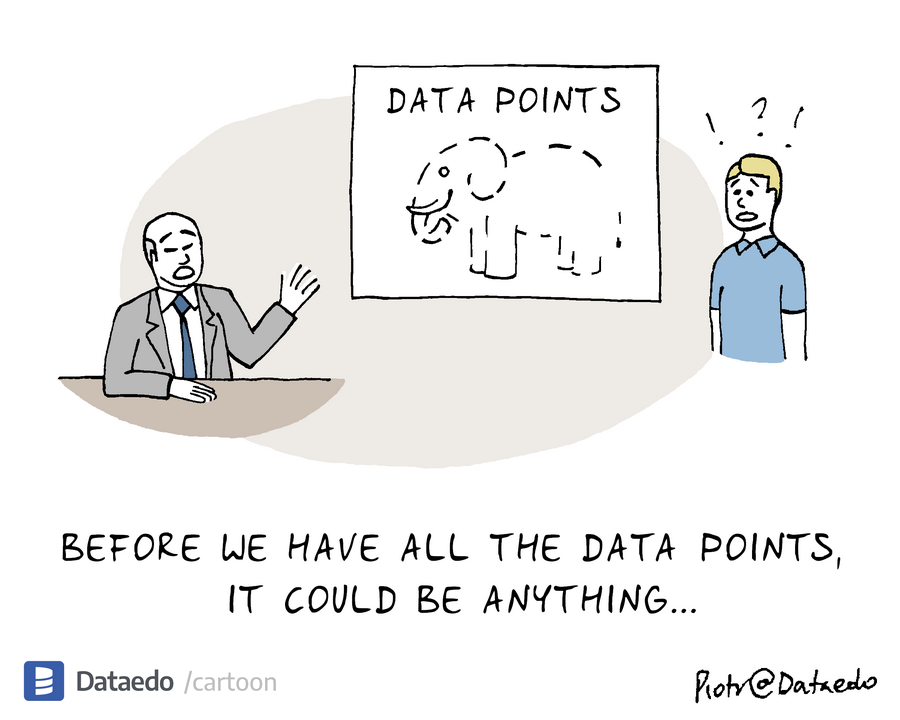 DATA POINTS
! ? !
BEFORE WE HAVE ALL THE DATA POINTS,
IT COULD BE ANYTHING...
Dataedo /cartoon
Piotr@Dataedo